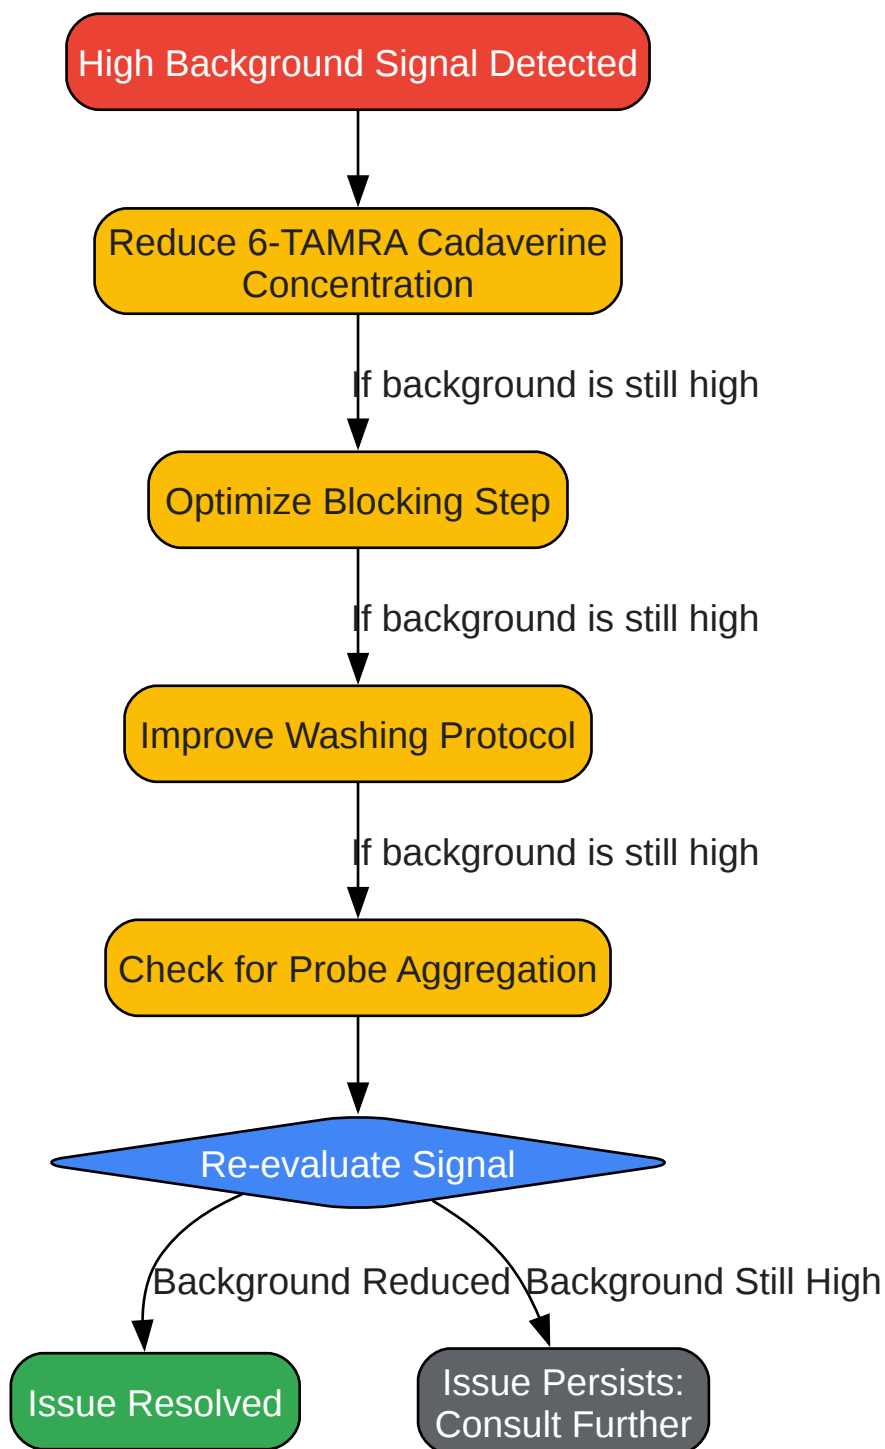 High Background Signal Detected
Reduce 6-TAMRA Cadaverine
Concentration
If background is still high
Optimize Blocking Step
If background is still high
Improve Washing Protocol
If background is still high
Check for Probe Aggregation
Re-evaluate Signal
Background Reduced
Background Still High
Issue Resolved
Issue Persists:
Consult Further